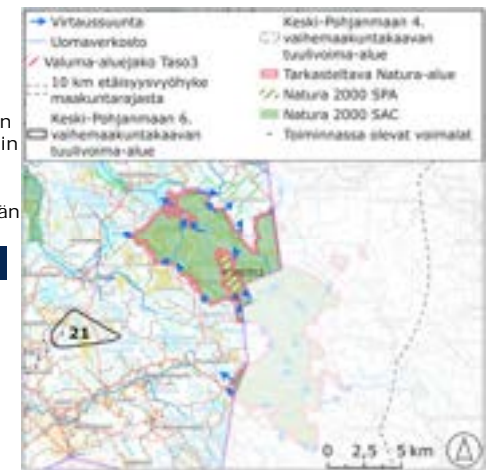 Virtaussuunta
Uomaverkosto
Valuma-aluejako Taso3
10 km etäisyysvyöhyke
maakuntarajasta
Keski-Pohjanmaan 6.
vaihemaakuntakaavan
tuulivoima-alue
Keski-Pohjanmaan 4.
vaihemaakuntakaavan
tuulivoima-alue
Tarkasteltava Natura-alue
Natura 2000 SPA
Natura 2000 SAC
Toiminnassa olevat voimalat
n
in
än
21
0 2,5 5 km